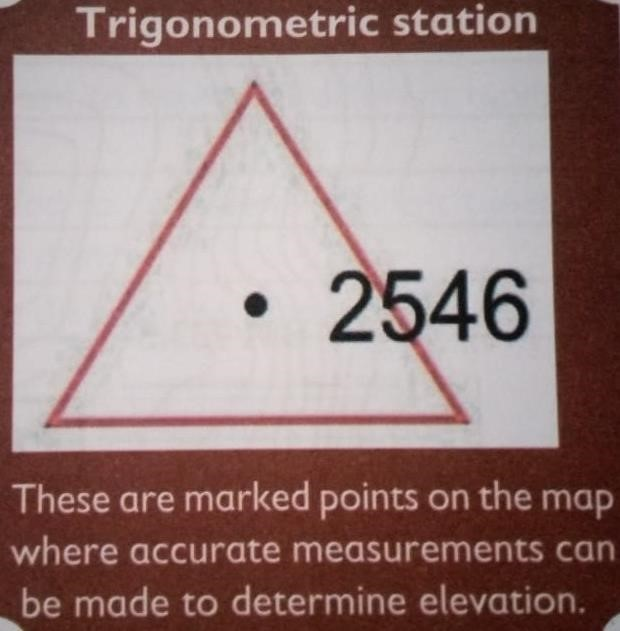 Trigonometric station
2546
These are marked points on the map
where accurate measurements can
be made to determine elevation.